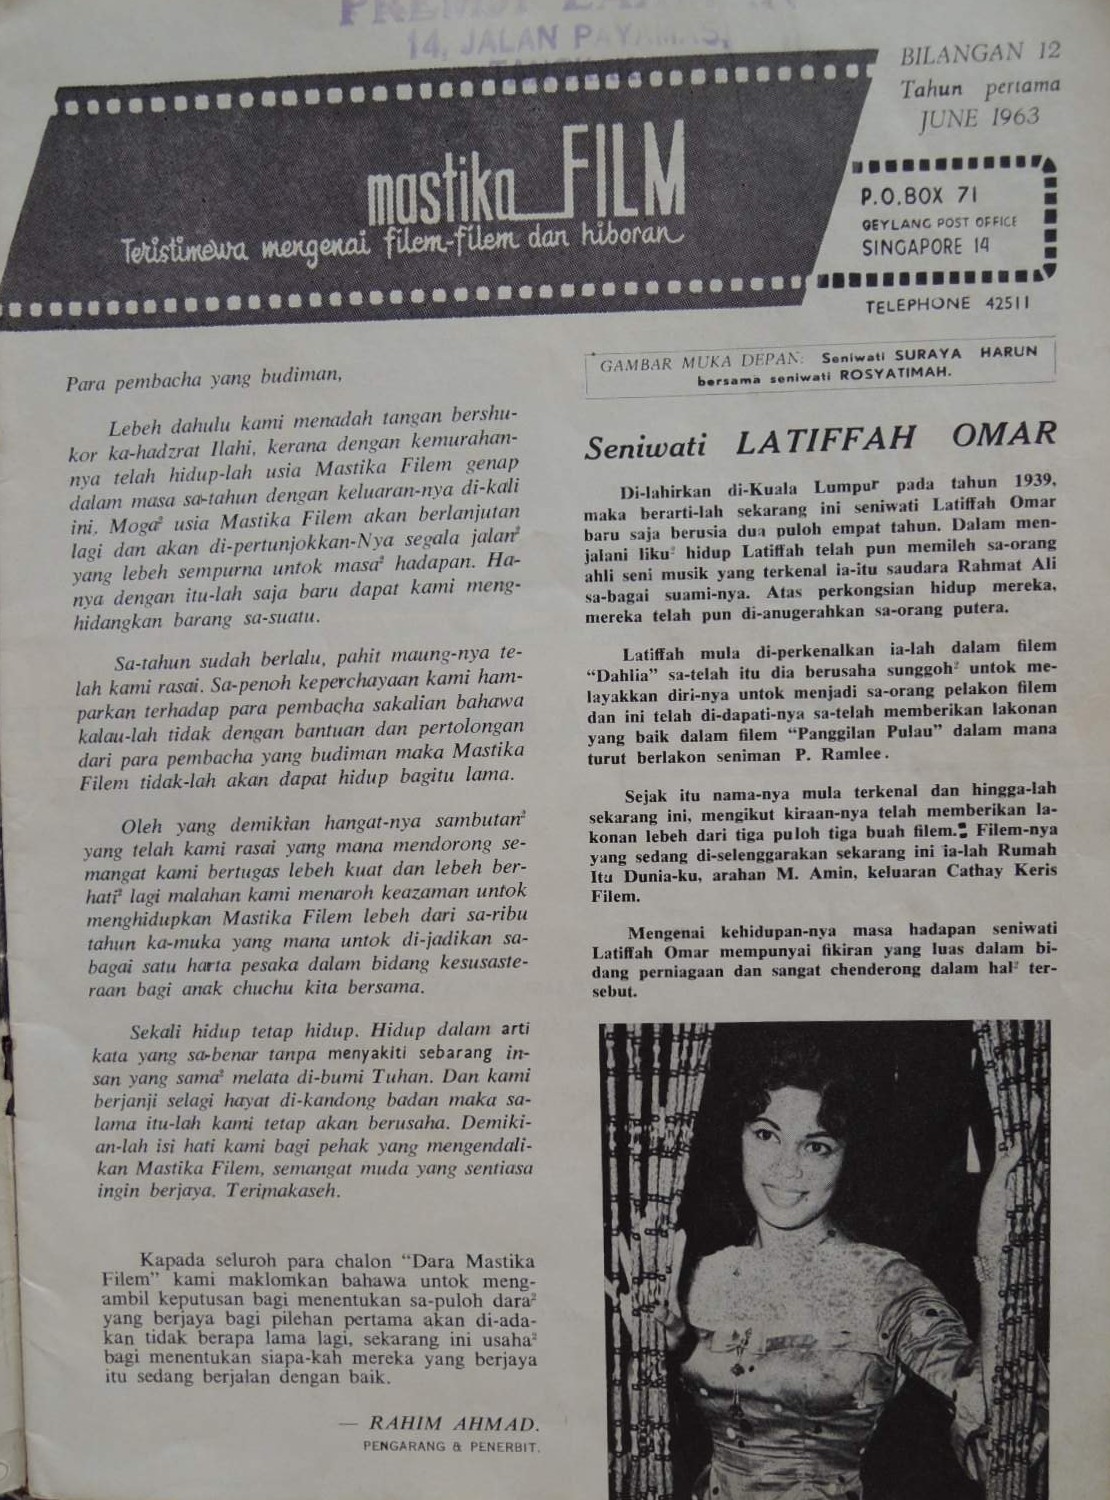 14, JALAN PAYAMAS,
BILANGAN 12
Tahun pertama
JUNE 1963
mastika FILM
Teristimewa mengenai filem-filem dan hiboran
P.O.BOX 71
GEYLANG POST OFFICE
SINGAPORE 14
TELEPHONE 42511
Para pembacha yang budiman,
Lebeh dahulu kami menadah tangan bershu-
kor ka-hadzrat Ilahi, kerana dengan kemurahan-
nya telah hidup-lah usia Mastika Filem genap
dalam masa sa-tahun dengan keluaran-nya di-kali
ini. Moga² usia Mastika Filem akan berlanjutan
lagi dan akan di-pertunjokkan-Nya segala jalan²
yang lebeh sempurna untok masa² hadapan. Ha-
nya dengan itu-lah saja baru dapat kami meng-
hidangkan barang sa-suatu.
Sa-tahun sudah berlalu, pahit maung-nya te-
lah kami rasai. Sa-penoh keperchayaan kami ham-
parkan terhadap para pembacha sakalian bahawa
kalau-lah tidak dengan bantuan dan pertolongan
dari para pembacha yang budiman maka Mastika
Filem tidak-lah akan dapat hidup bagitu lama.
Oleh yang demikian hangat-nya sambutan²
yang telah kami rasai yang mana mendorong se-
mangat kami bertugas lebeh kuat dan lebeh ber-
hati² lagi malahan kami menaroh keazaman untok
menghidupkan Mastika Filem lebeh dari sa-ribu
tahun ka-muka yang mana untok di-jadikan sa-
bagai satu harta pesaka dalam bidang kesusaste-
raan bagi anak chuchu kita bersama.
Sekali hidup tetap hidup. Hidup dalam arti
kata yang sa-benar tanpa menyakiti sebarang in-
san yang sama² melata di-bumi Tuhan. Dan kami
berjanji selagi hayat di-kandong badan maka sa-
lama itu-lah kami tetap akan berusaha. Demiki-
an-lah isi hati kami bagi pehak yang mengendali-
kan Mastika Filem, semangat muda yang sentiasa
ingin berjaya. Terimakaseh.
Kapada seluroh para chalon “Dara Mastika
Filem” kami maklomkan bahawa untok meng-
ambil keputusan bagi menentukan sa-puloh dara²
yang berjaya bagi pilehan pertama akan di-ada-
kan tidak berapa lama lagi, sekarang ini usaha²
bagi menentukan siapa-kah mereka yang berjaya
itu sedang berjalan dengan baik.
— RAHIM AHMAD.
PENGARANG & PENERBIT.
GAMBAR MUKA DEPAN: Seniwati SURAYA HARUN
bersama seniwati ROSYATIMAH.
Seniwati LATIFFAH OMAR
Di-lahirkan di-Kuala Lumpur pada tahun 1939,
maka berarti-lah sekarang ini seniwati Latiffah Omar
baru saja berusia dua puloh empat tahun. Dalam men-
jalani liku² hidup Latiffah telah pun memileh sa-orang
ahli seni musik yang terkenal ia-itu saudara Rahmat Ali
sa-bagai suami-nya. Atas perkongsian hidup mereka,
mereka telah pun di-anugerahkan sa-orang putera.
Latiffah mula di-perkenalkan ia-lah dalam filem
“Dahlia” sa-telah itu dia berusaha sunggoh² untok me-
layakkan diri-nya untok menjadi sa-orang pelakon filem
dan ini telah di-dapati-nya sa-telah memberikan lakonan
yang baik dalam filem “Panggilan Pulau” dalam mana
turut berlakon seniman P. Ramlee.
Sejak itu nama-nya mula terkenal dan hingga-lah
sekarang ini, mengikut kiraan-nya telah memberikan la-
konan lebeh dari tiga puloh tiga buah filem. Filem-nya
yang sedang di-selenggarakan sekarang ini ia-lah Rumah
Itu Dunia-ku, arahan M. Amin, keluaran Cathay Keris
Filem.
Mengenai kehidupan-nya masa hadapan seniwati
Latiffah Omar mempunyai fikiran yang luas dalam bi-
dang perniagaan dan sangat chenderong dalam hal² ter-
sebut.